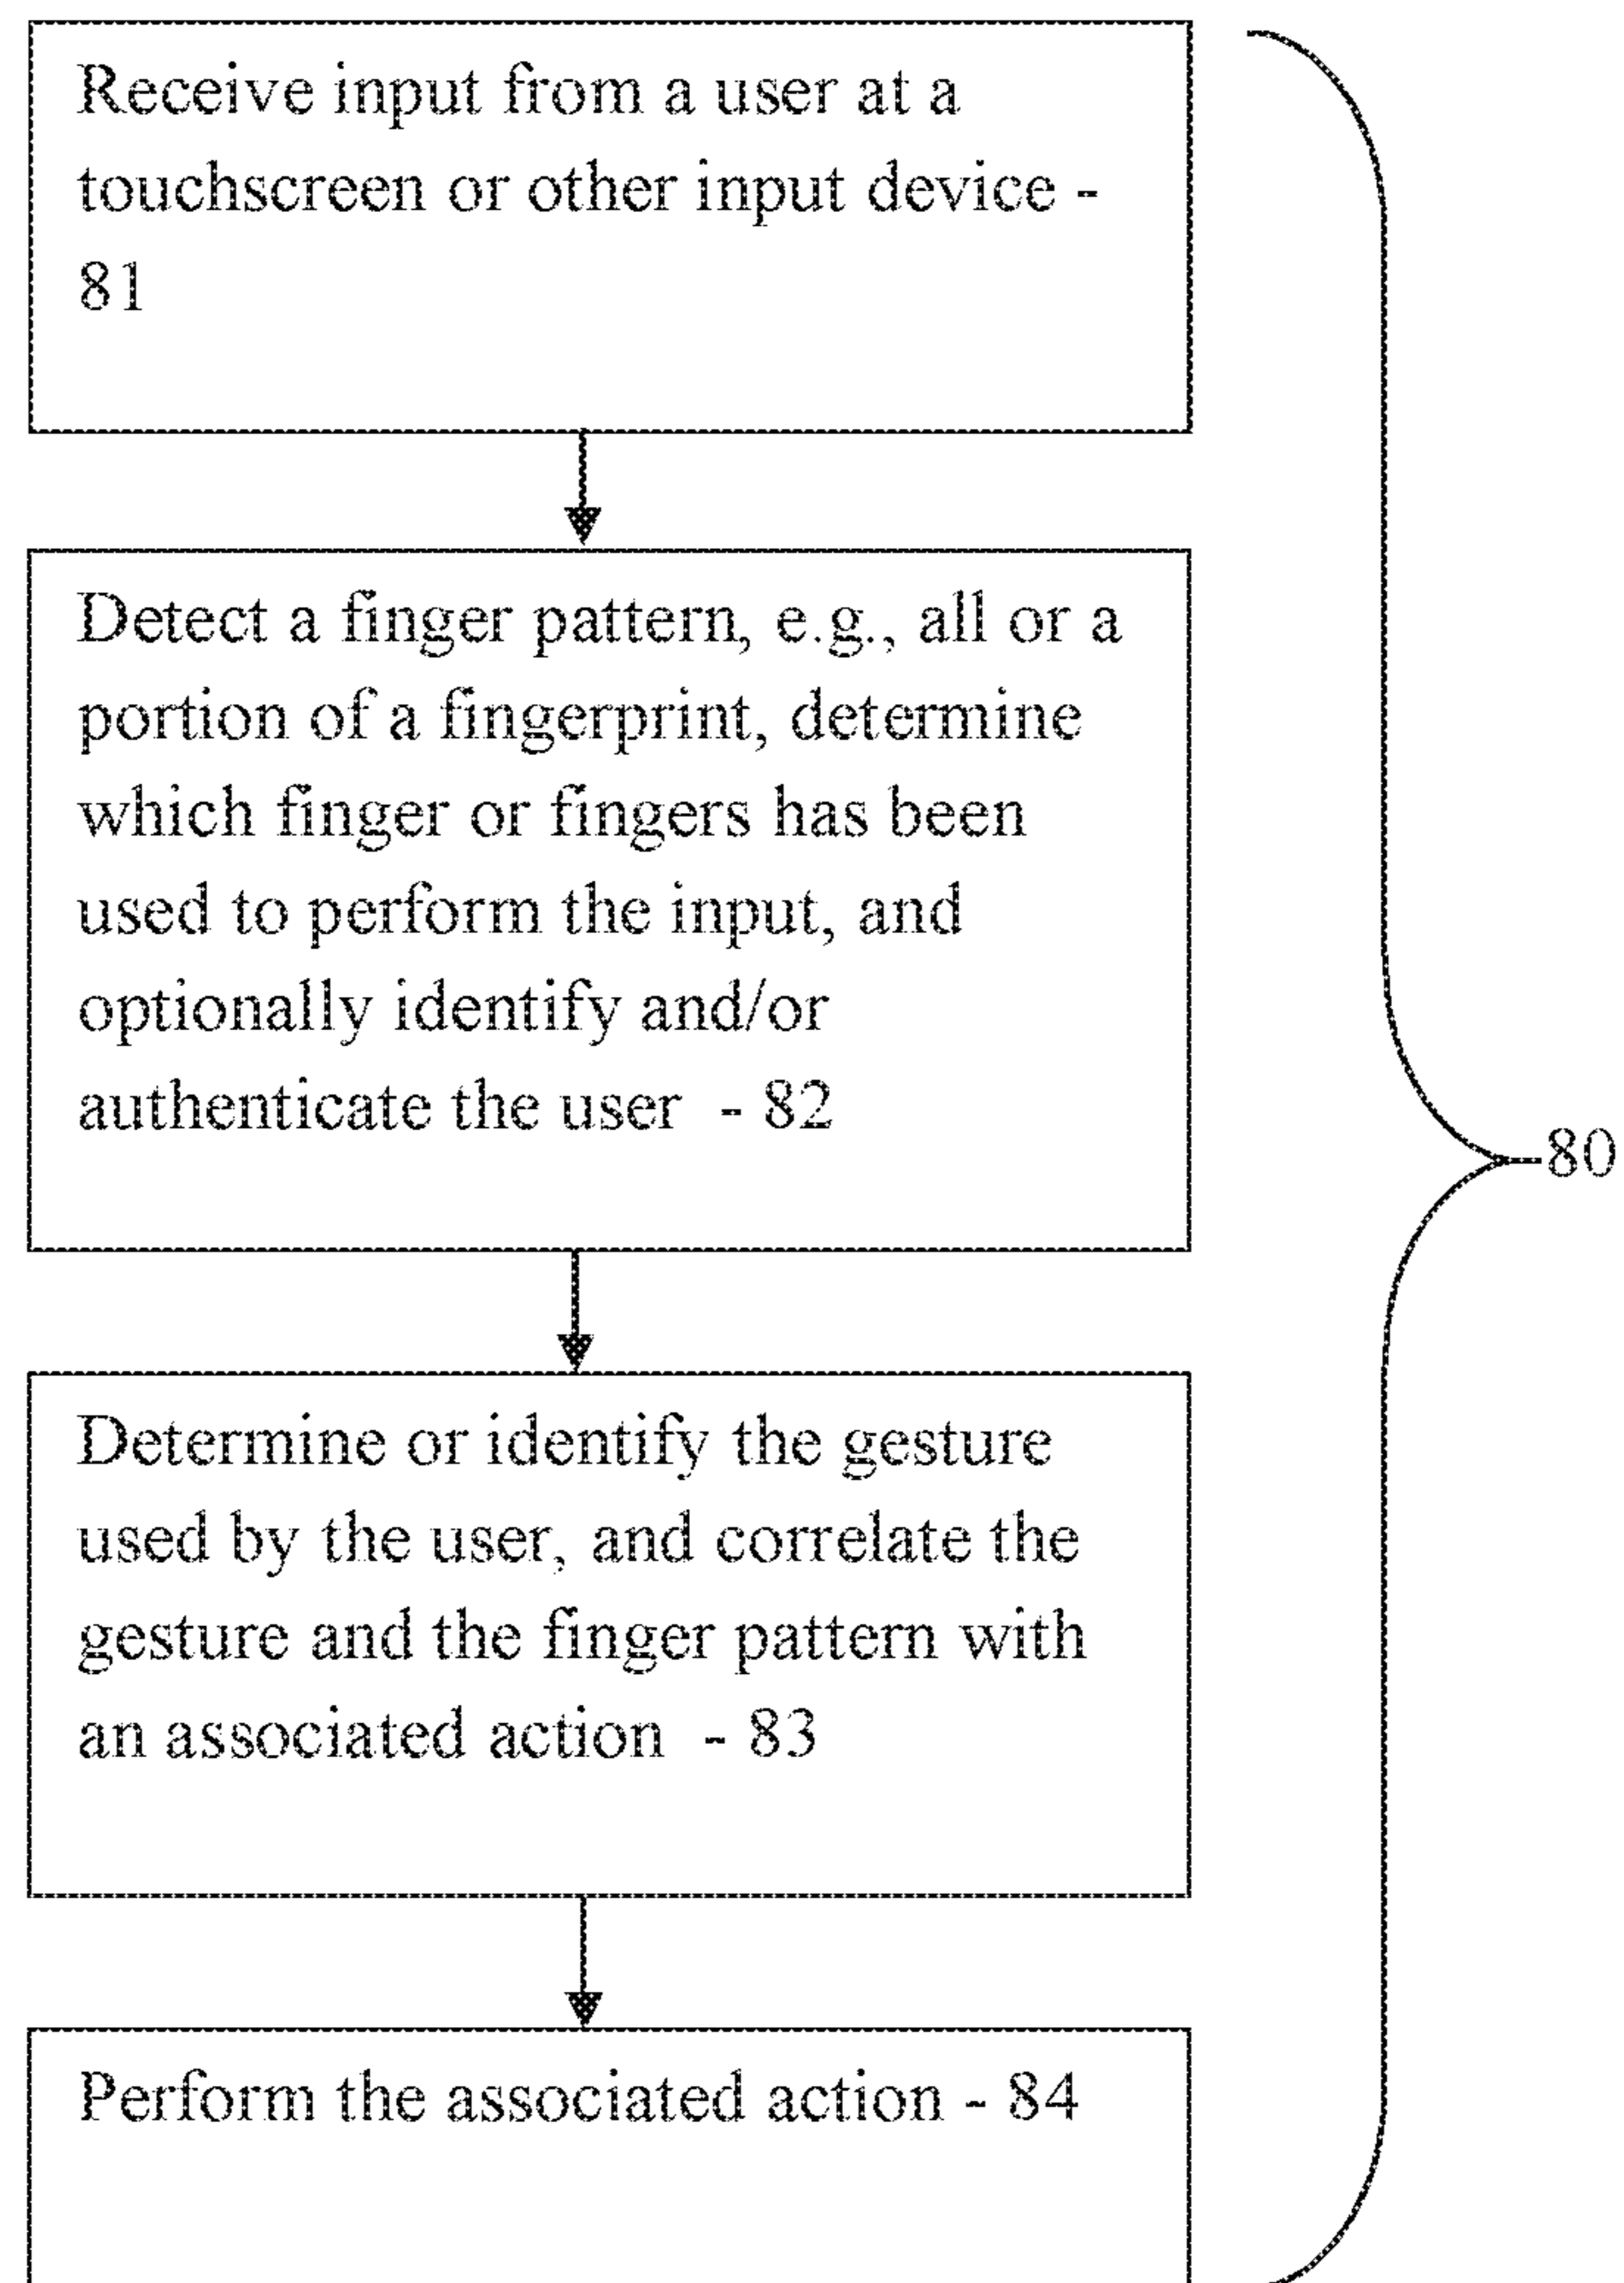 Receive input from a user at a
touchscreen or other input device -
81
Detect a finger pattern, e.g., all or a
portion of a fingerprint, determine
which finger or fingers has been
used to perform the input, and
optionally identify and/or
authenticate the user - 82
80
Determine or identify the gesture
used by the user, and correlate the
gesture and the finger pattern with
an associated action - 83
Perform the associated action - 84